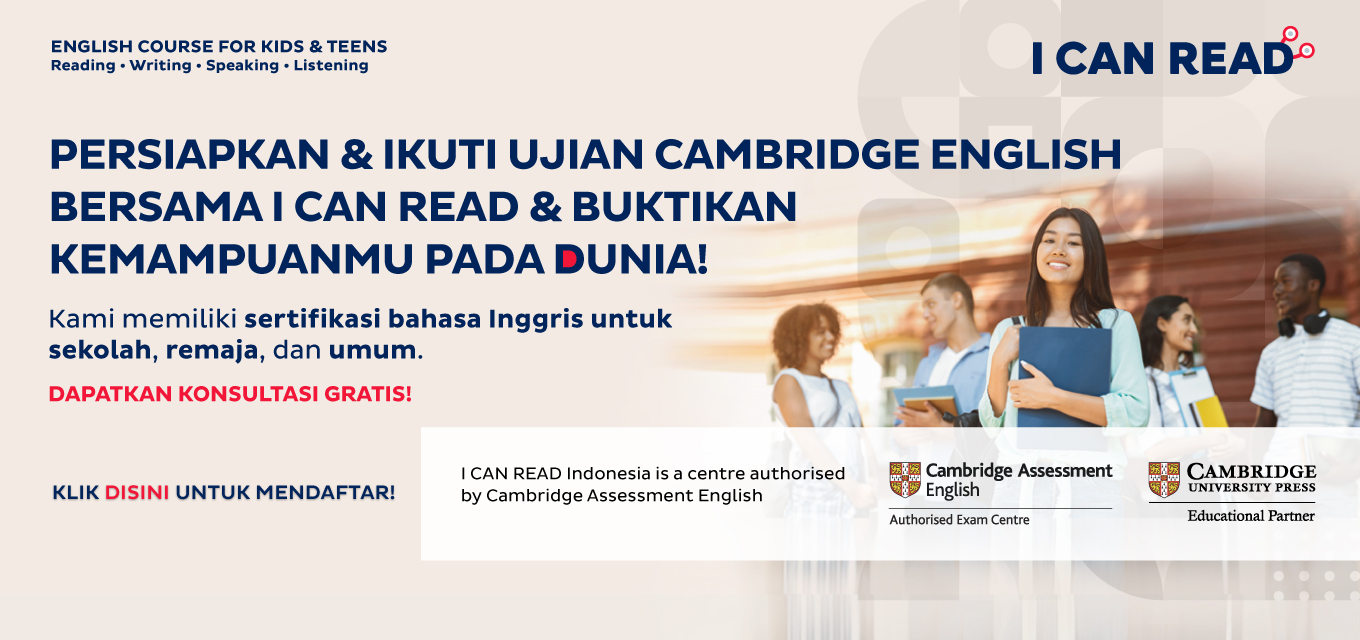 ENGLISH COURSE FOR KIDS & TEENS
Reading • Writing • Speaking • Listening
I CAN READ
PERSIAPKAN & IKUTI UJIAN CAMBRIDGE ENGLISH
BERSAMA I CAN READ & BUKTIKAN
KEMAMPUANMU PADA DUNIA!
Kami memiliki sertifikasi bahasa Inggris untuk
sekolah, remaja, dan umum.
DAPATKAN KONSULTASI GRATIS!
KLIK DISINI UNTUK MENDAFTAR!
I CAN READ Indonesia is a centre authorised
by Cambridge Assessment English
Cambridge Assessment
English
Authorised Exam Centre
CAMBRIDGE
UNIVERSITY PRESS
Educational Partner